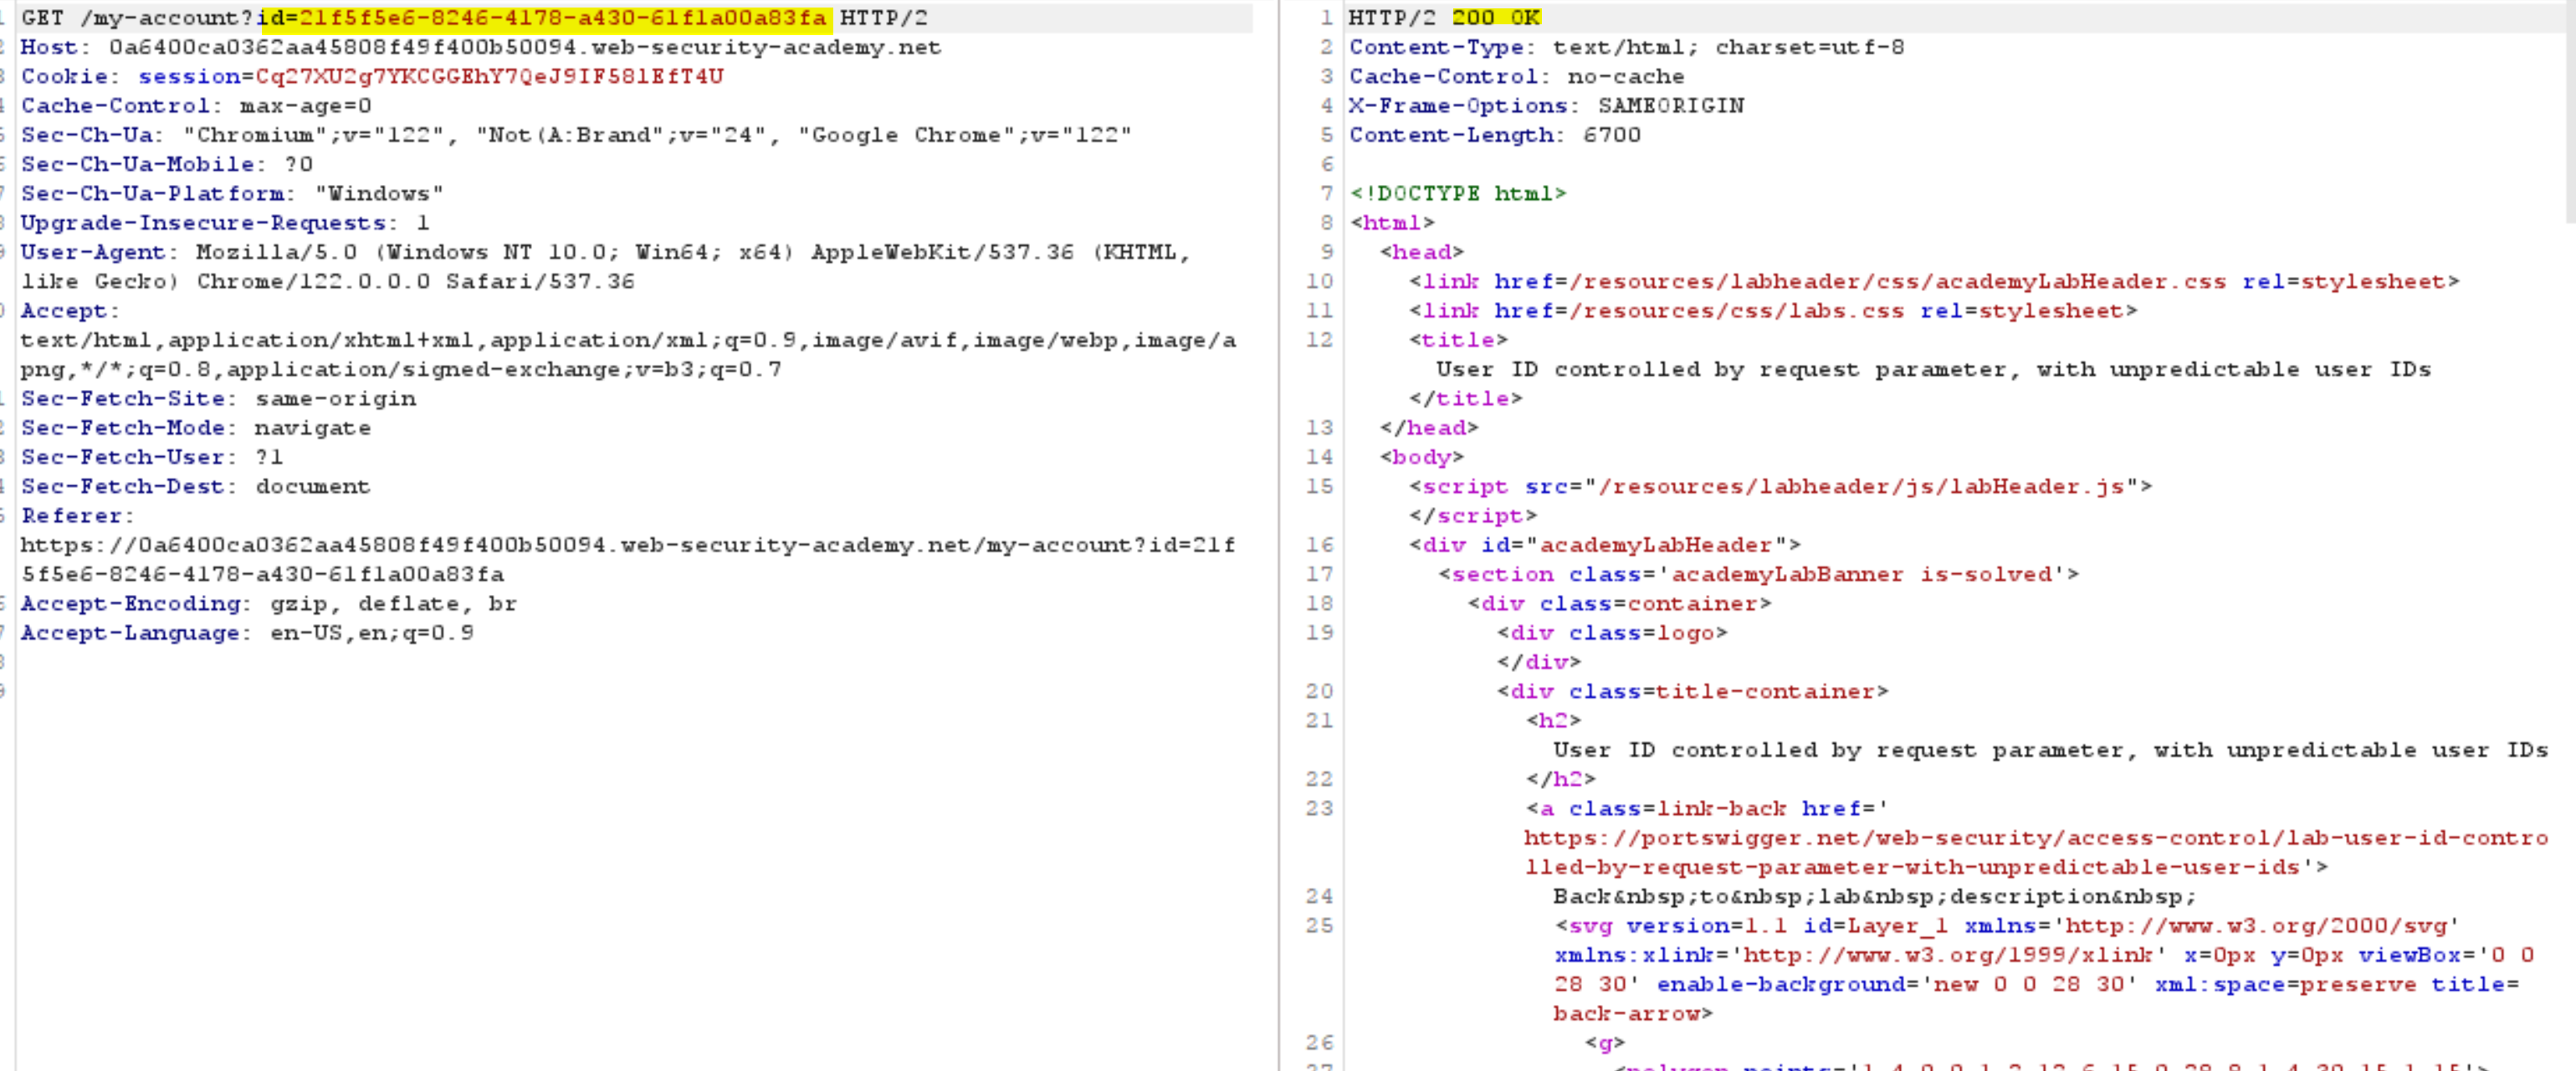 GET /my-account?id=21f5f5e6-8246-4178-a430-61f1a00a83fa HTTP/2
Host: 0a6400ca0362aa45808f49f400b50094.web-security-academy.net
Cookie: session=Cq27XU2g7YKCGGEhY7QeJ9IF58lEfT4U
Cache-Control: max-age=0
Sec-Ch-Ua: "Chromium";v="122", "Not(A:Brand";v="24", "Google Chrome";v="122"
Sec-Ch-Ua-Mobile: ?0
Sec-Ch-Ua-Platform: "Windows"
Upgrade-Insecure-Requests: 1
User-Agent: Mozilla/5.0 (Windows NT 10.0; Win64; x64) AppleWebKit/537.36 (KHTML,
like Gecko) Chrome/122.0.0.0 Safari/537.36
Accept:
text/html,application/xhtml+xml,application/xml;q=0.9,image/avif,image/webp,image/a
png,*/*;q=0.8,application/signed-exchange;v=b3;q=0.7
Sec-Fetch-Site: same-origin
Sec-Fetch-Mode: navigate
Sec-Fetch-User: ?1
Sec-Fetch-Dest: document
Referer:
https://0a6400ca0362aa45808f49f400b50094.web-security-academy.net/my-account?id=21f
5f5e6-8246-4178-a430-61f1a00a83fa
Accept-Encoding: gzip, deflate, br
Accept-Language: en-US,en;q=0.9
1 HTTP/2 200 OK
2 Content-Type: text/html; charset=utf-8
3 Cache-Control: no-cache
4 X-Frame-Options: SAMEORIGIN
5 Content-Length: 6700
6
7 <!DOCTYPE html>
8 <html>
9 <head>
10 <link href=/resources/labheader/css/academyLabHeader.css rel=stylesheet>
11 <link href=/resources/css/labs.css rel=stylesheet>
12 <title>
User ID controlled by request parameter, with unpredictable user IDs
</title>
13 </head>
14 <body>
15 <script src="/resources/labheader/js/labHeader.js">
</script>
16 <div id="academyLabHeader">
17 <section class='academyLabBanner is-solved'>
18 <div class=container>
19 <div class=logo>
</div>
20 <div class=title-container>
21 <h2>
User ID controlled by request parameter, with unpredictable user IDs
22 </h2>
23 <a class=link-back href='
https://portswigger.net/web-security/access-control/lab-user-id-contro
lled-by-request-parameter-with-unpredictable-user-ids'>
24 Back&nbsp;to&nbsp;lab&nbsp;description&nbsp;
25 <svg version=1.1 id=Layer_1 xmlns='http://www.w3.org/2000/svg'
xmlns:xlink='http://www.w3.org/1999/xlink' x=0px y=0px viewBox='0 0
28 30' enable-background='new 0 0 28 30' xml:space=preserve title=
back-arrow>
26 <g>